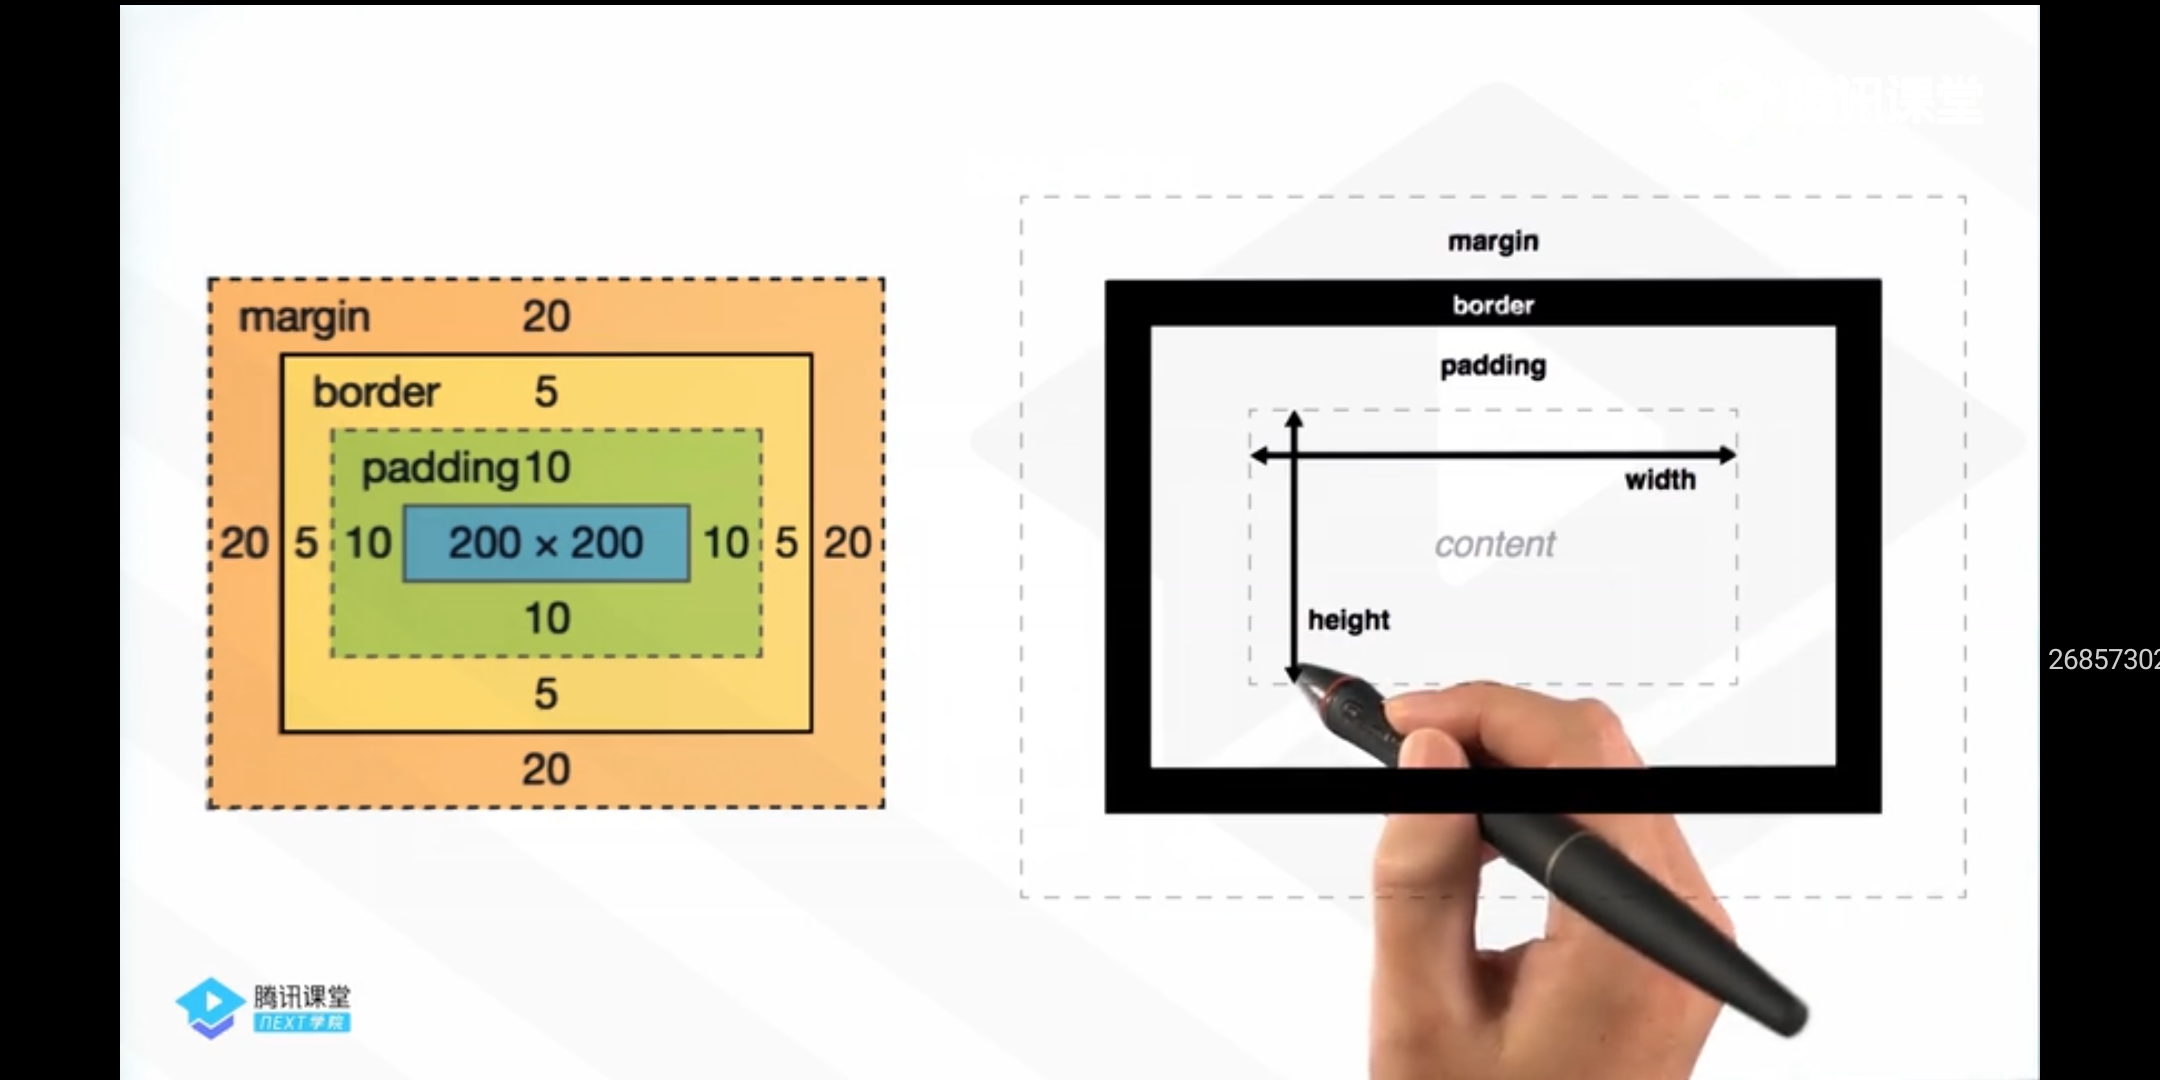 margin 20
border 5
padding 10
20 5 10 200 × 200 10 5 20
10
5
20
margin
border
padding
width
content
height
腾讯课堂
腾讯课堂
NEXT学院